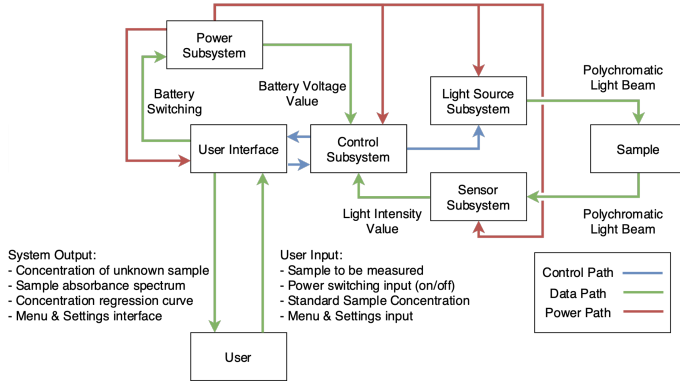 Power
Subsystem
Battery
Switching
Battery Voltage
Value
User Interface
Control
Subsystem
Light Source
Subsystem
Polychromatic
Light Beam
Sample
Sensor
Subsystem
Light Intensity
Value
Polychromatic
Light Beam
System Output:
- Concentration of unknown sample
- Sample absorbance spectrum
- Concentration regression curve
- Menu & Settings interface
User Input:
- Sample to be measured
- Power switching input (on/off)
- Standard Sample Concentration
- Menu & Settings input
User
Control Path
Data Path
Power Path